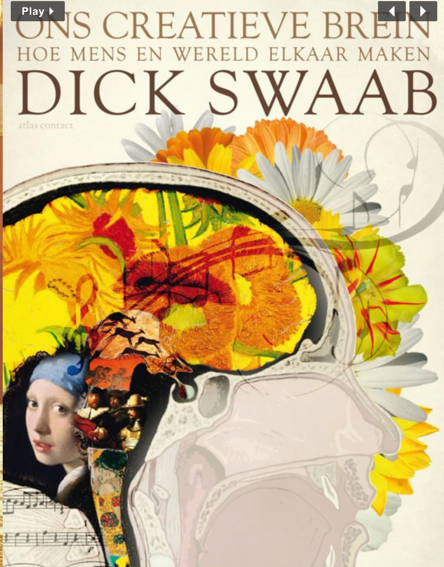 Play
ONS CREATIEVE BREIN
HOE MENS EN WERELD ELKAAR MAKEN
DICK SWAAB
atlas contact